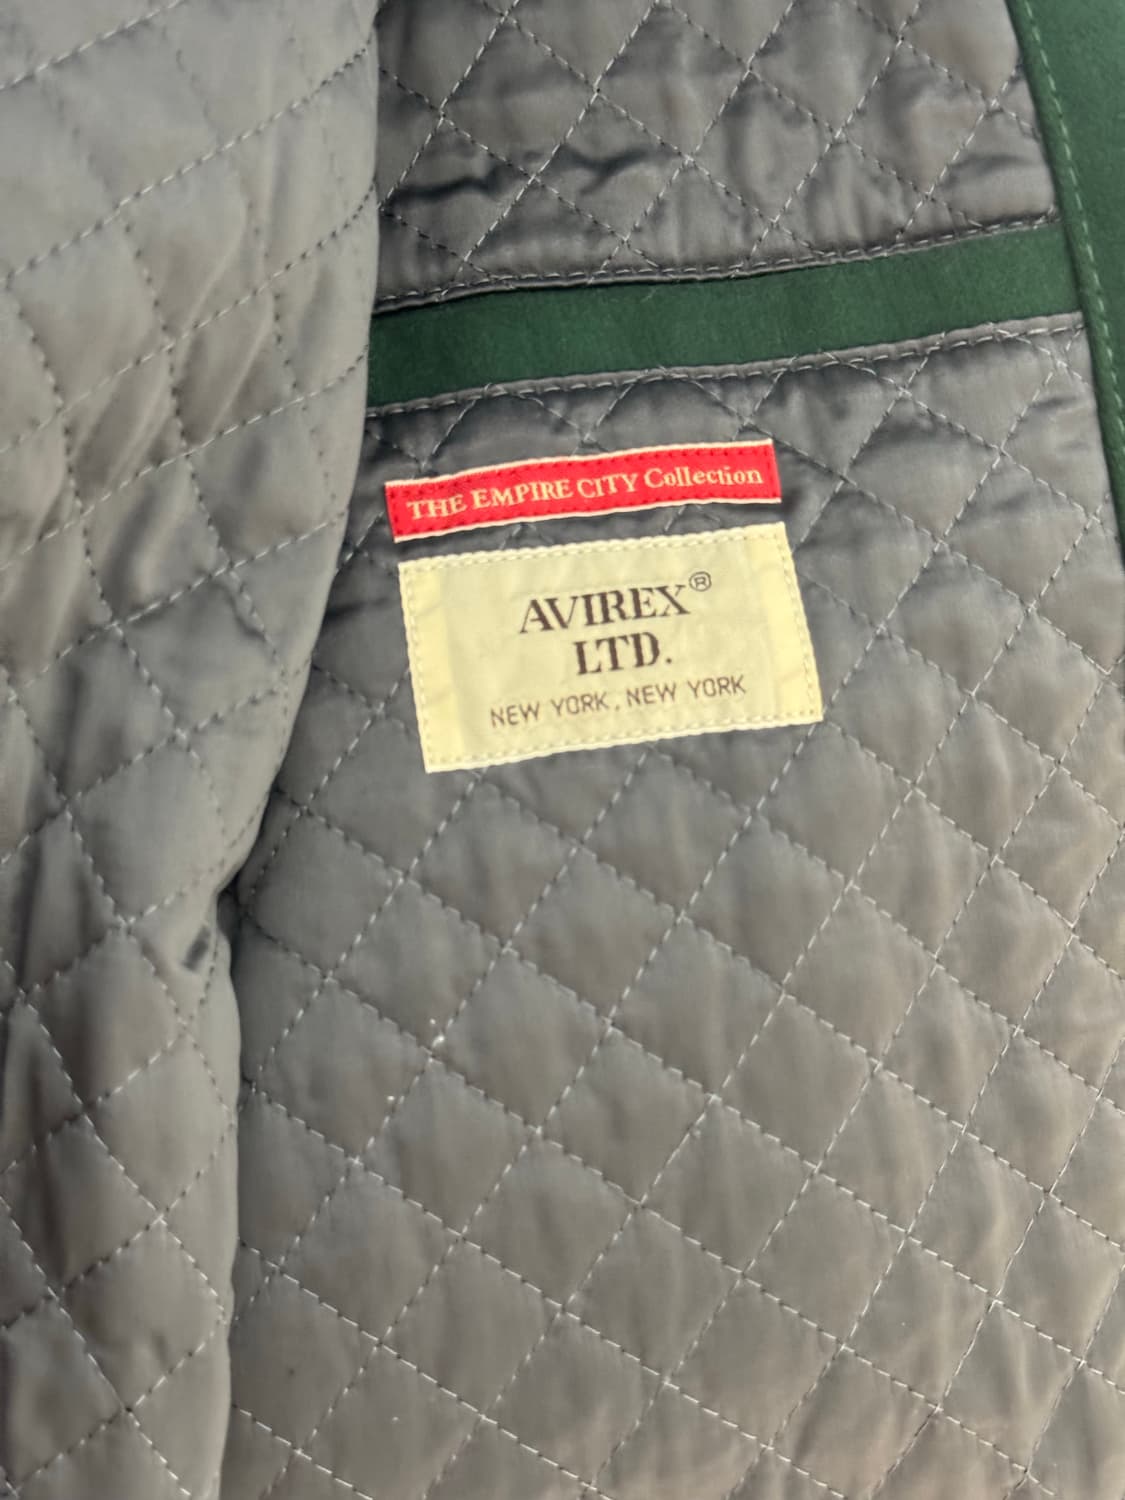 THE EMPIRE CITY Collection
AVIREX®
LTD.
NEW YORK, NEW YORK